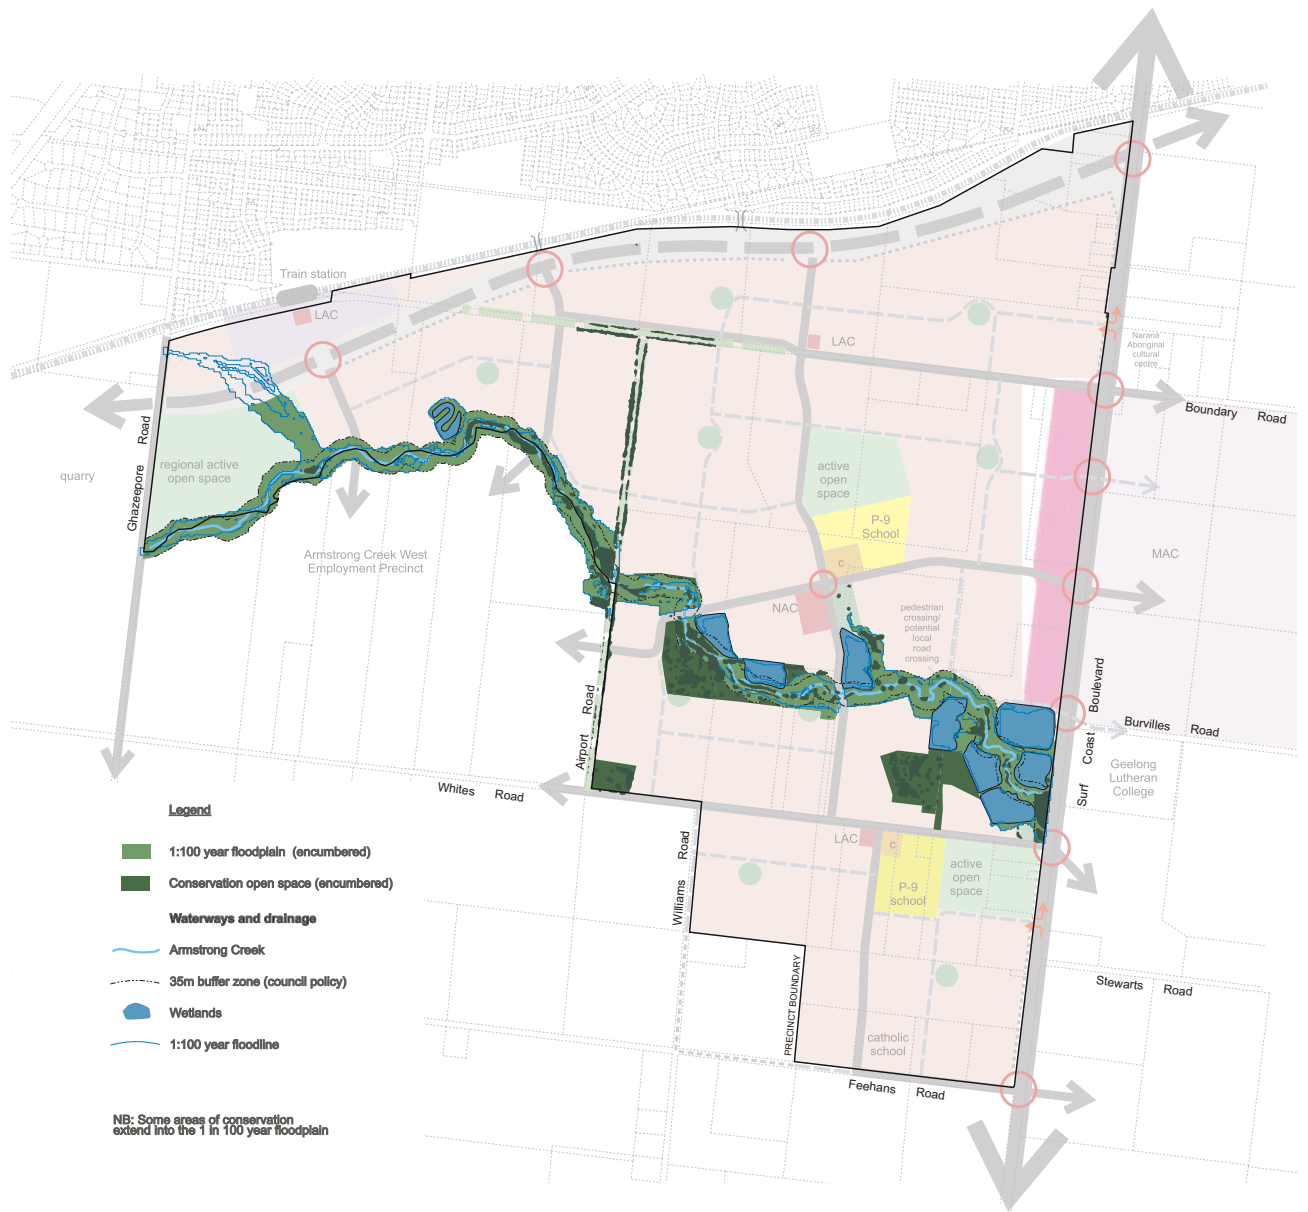 Train station
LAC
LAC
Narana
Aboriginal
cultural
centre
Boundary Road
Ghazeepore Road
quarry
regional active
open space
active
open
space
P-9
School
C
Armstrong Creek West
Employment Precinct
MAC
NAC
pedestrian
crossing/
potential
local
road
crossing
Surf Coast Boulevard
Burvilles Road
Airport Road
Geelong
Lutheran
College
Whites Road
Legend
1:100 year floodplain (encumbered)
Conservation open space (encumbered)
Waterways and drainage
Armstrong Creek
35m buffer zone (council policy)
Wetlands
1:100 year floodline
NB: Some areas of conservation
extend into the 1 in 100 year floodplain
Williams Road
LAC
C
P-9
school
active
open
space
PRECINCT BOUNDARY
Stewarts Road
catholic
school
Feehans Road